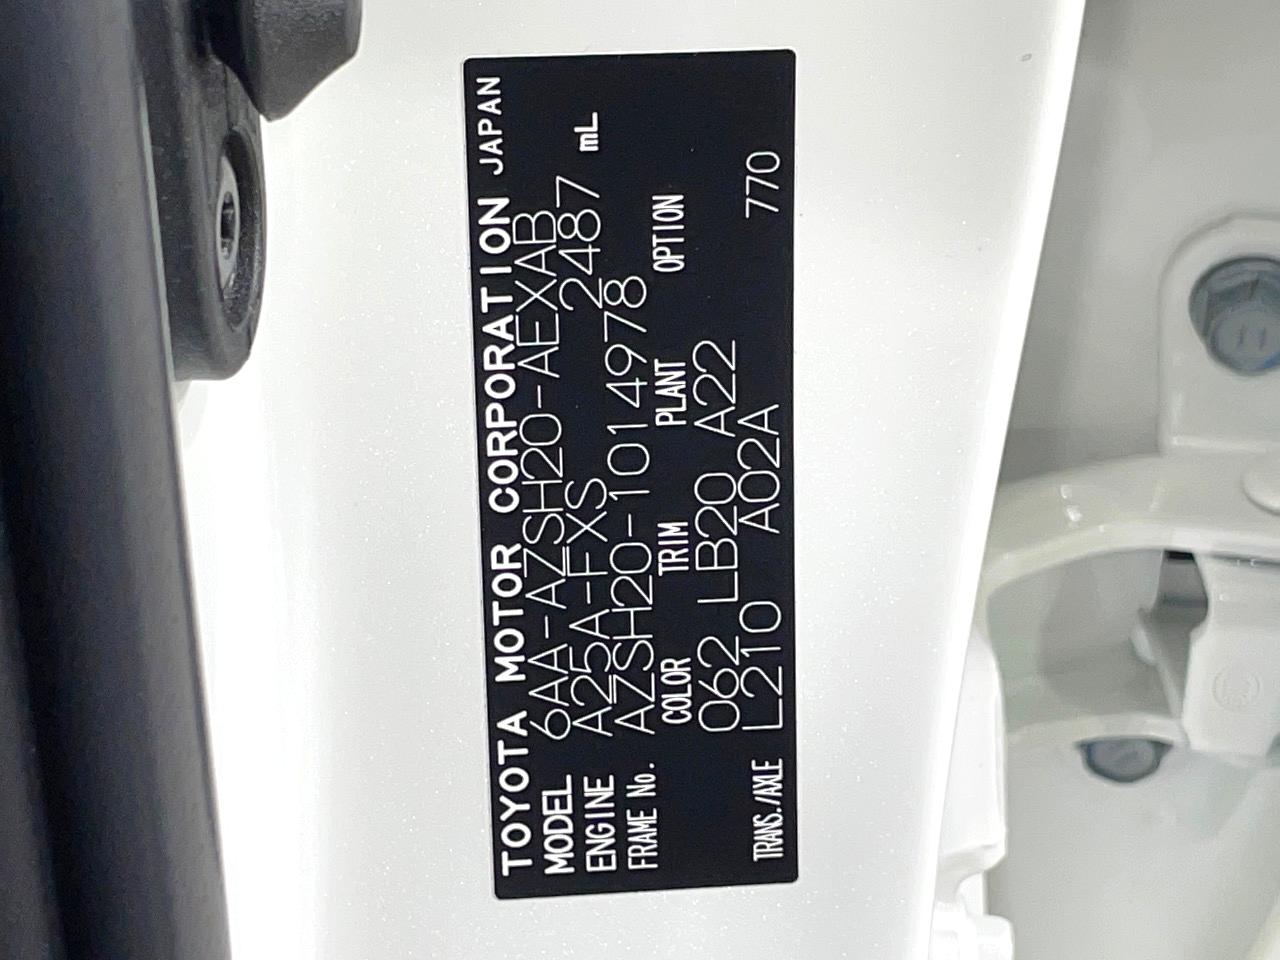 TOYOTA MOTOR CORPORATION JAPAN
MODEL 6AA-AZSH20-AEXAB
ENGINE A25A-FXS 2487 mL
FRAME No. AZSH20-1014978
COLOR TRIM PLANT OPTION
062 LB20 A22
TRANS./AXLE L210 A02A 770